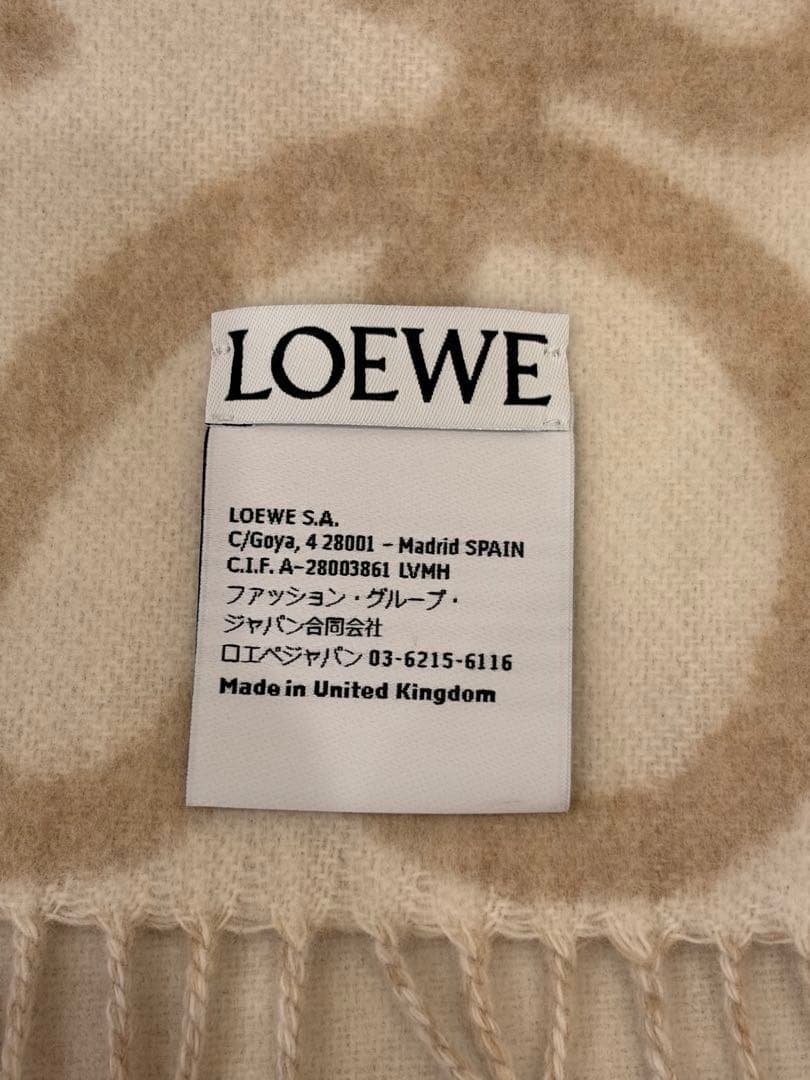 LOEWE
LOEWE S.A.
C/Goya, 4 28001 – Madrid SPAIN
C.I.F. A-28003861 LVMH
ファッション・グループ・
ジャパン合同会社
ロエベジャパン 03-6215-6116
Made in United Kingdom